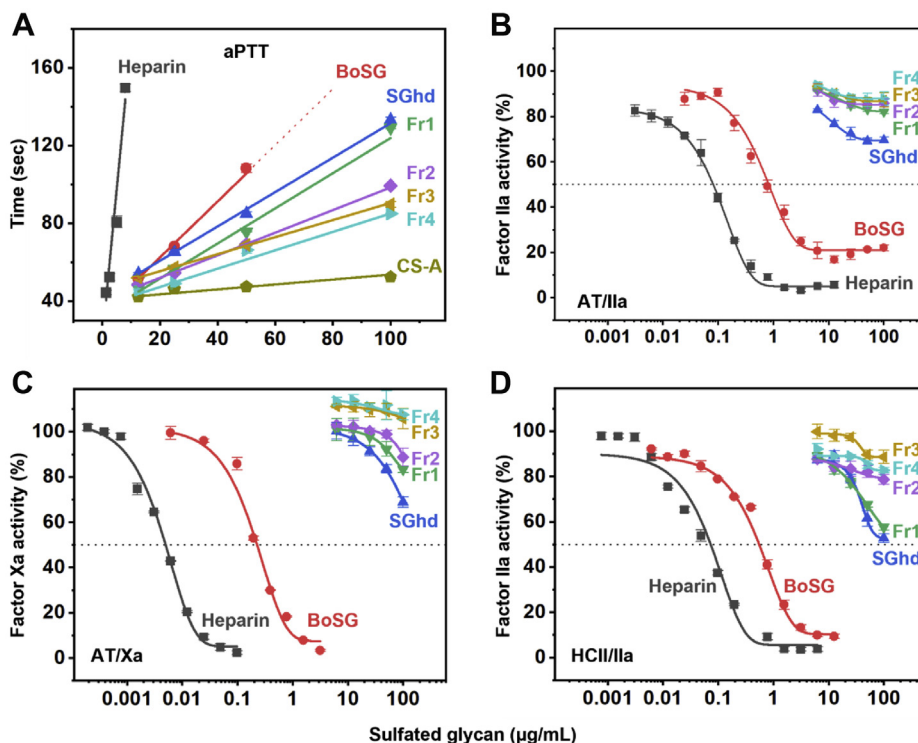 A
aPTT
Time (sec)
160
120
80
40
0 20 40 60 80 100
Heparin
BoSG
SGhd
Fr1
Fr2
Fr3
Fr4
CS-A
B
Factor IIa activity (%)
100
80
60
40
20
0
0.001 0.01 0.1 1 10 100
Fr4
Fr3
Fr2
Fr1
SGhd
BoSG
Heparin
AT/IIa
C
Factor Xa activity (%)
100
80
60
40
20
0
0.001 0.01 0.1 1 10 100
Fr4
Fr3
Fr2
Fr1
SGhd
Heparin
BoSG
AT/Xa
D
Factor IIa activity (%)
100
80
60
40
20
0
0.001 0.01 0.1 1 10 100
Fr3
Fr4
Fr2
Fr1
SGhd
Heparin
BoSG
HCII/IIa
Sulfated glycan (µg/mL)